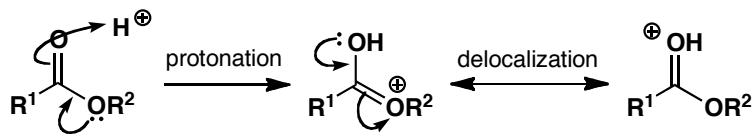 O H⊕
R¹ OR²
protonation
:OH
R¹ ⊕OR²
delocalization
⊕OH
R¹ OR²